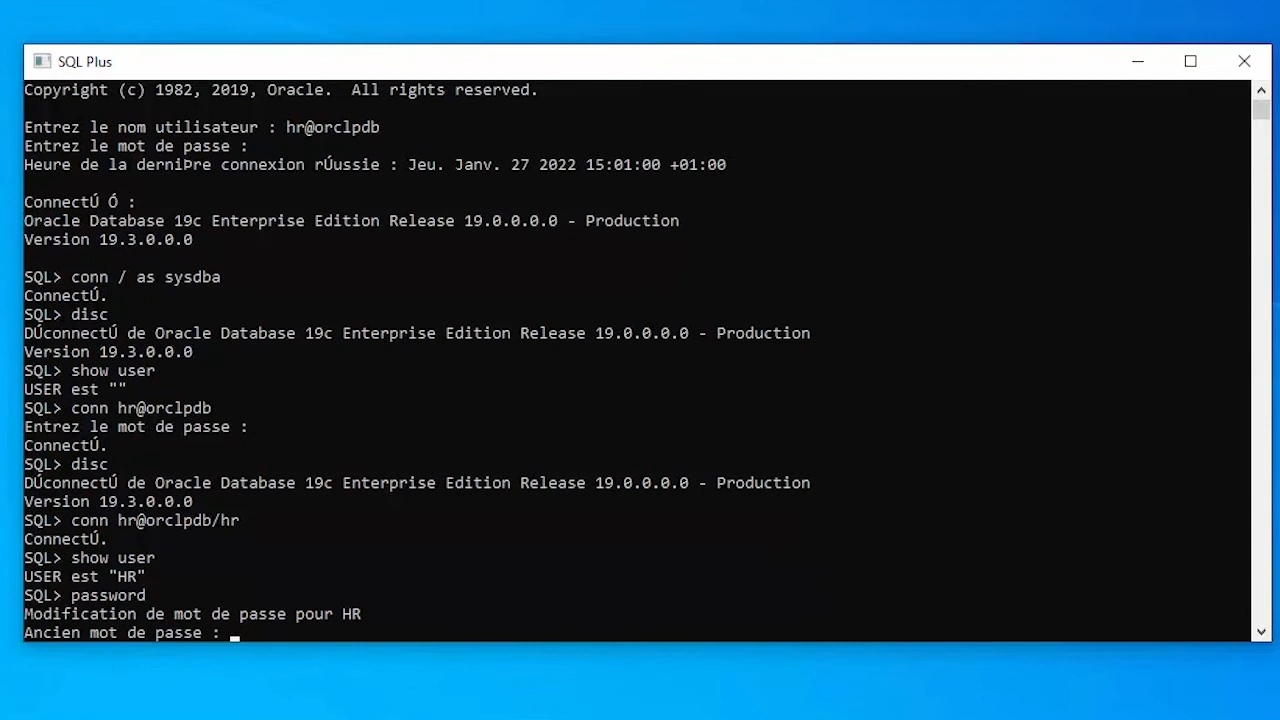 SQL Plus
Copyright (c) 1982, 2019, Oracle.  All rights reserved.
Entrez le nom utilisateur : hr@orclpdb
Entrez le mot de passe :
Heure de la derniÞre connexion rÚussie : Jeu. Janv. 27 2022 15:01:00 +01:00
ConnectÚ Ó :
Oracle Database 19c Enterprise Edition Release 19.0.0.0.0 - Production
Version 19.3.0.0.0
SQL> conn / as sysdba
ConnectÚ.
SQL> disc
DÚconnectÚ de Oracle Database 19c Enterprise Edition Release 19.0.0.0.0 - Production
Version 19.3.0.0.0
SQL> show user
USER est ""
SQL> conn hr@orclpdb
Entrez le mot de passe :
ConnectÚ.
SQL> disc
DÚconnectÚ de Oracle Database 19c Enterprise Edition Release 19.0.0.0.0 - Production
Version 19.3.0.0.0
SQL> conn hr@orclpdb/hr
ConnectÚ.
SQL> show user
USER est "HR"
SQL> password
Modification de mot de passe pour HR
Ancien mot de passe :